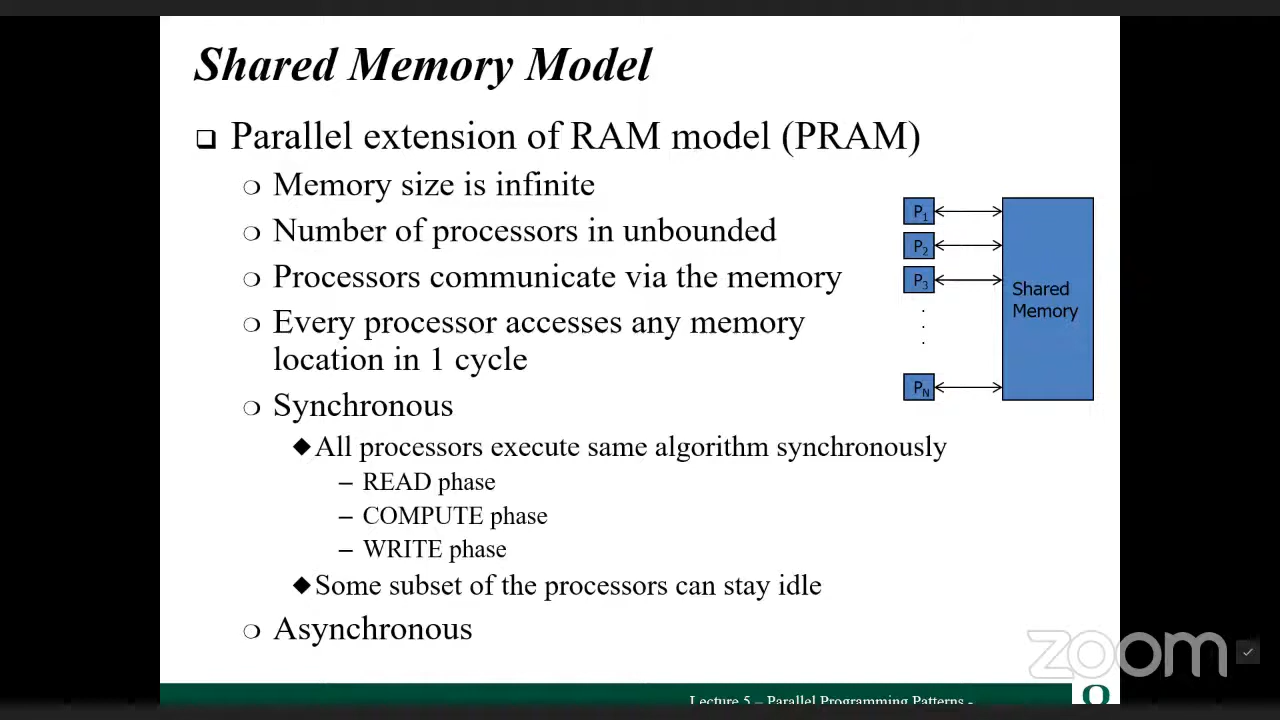 Shared Memory Model
❑ Parallel extension of RAM model (PRAM)
❍ Memory size is infinite
❍ Number of processors in unbounded
❍ Processors communicate via the memory
❍ Every processor accesses any memory
location in 1 cycle
❍ Synchronous
◆ All processors execute same algorithm synchronously
– READ phase
– COMPUTE phase
– WRITE phase
◆ Some subset of the processors can stay idle
❍ Asynchronous
P1
P2
P3
.
.
.
PN
Shared
Memory
zoom
Lecture 5 – Parallel Programming Patterns -
O